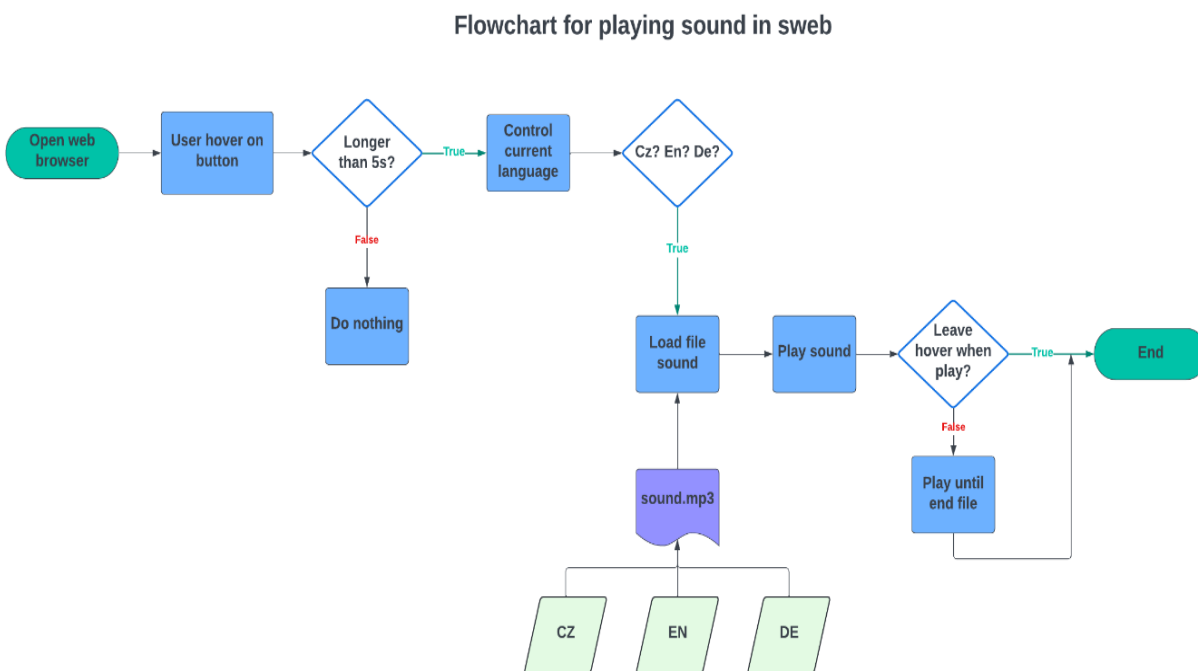 Flowchart for playing sound in sweb
Open web
browser
User hover on
button
Longer
than 5s?
True
Control
current
language
Cz? En? De?
False
True
Do nothing
Load file
sound
Play sound
Leave
hover when
play?
True
End
False
Play until
end file
sound.mp3
CZ
EN
DE